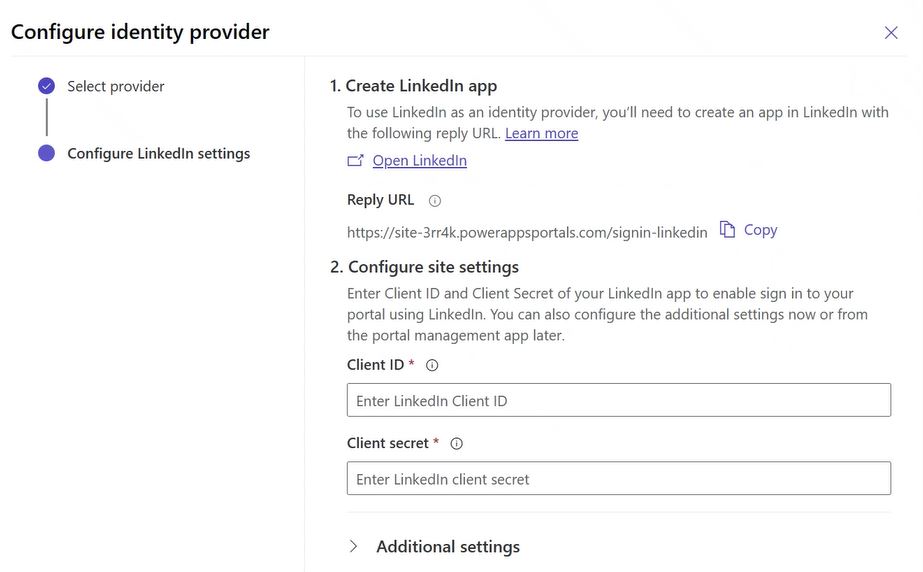 Configure identity provider
Select provider
Configure LinkedIn settings
1. Create LinkedIn app
To use LinkedIn as an identity provider, you’ll need to create an app in LinkedIn with
the following reply URL. Learn more
Open LinkedIn
Reply URL
https://site-3rr4k.powerappsportals.com/signin-linkedin Copy
2. Configure site settings
Enter Client ID and Client Secret of your LinkedIn app to enable sign in to your
portal using LinkedIn. You can also configure the additional settings now or from
the portal management app later.
Client ID *
Enter LinkedIn Client ID
Client secret *
Enter LinkedIn client secret
Additional settings